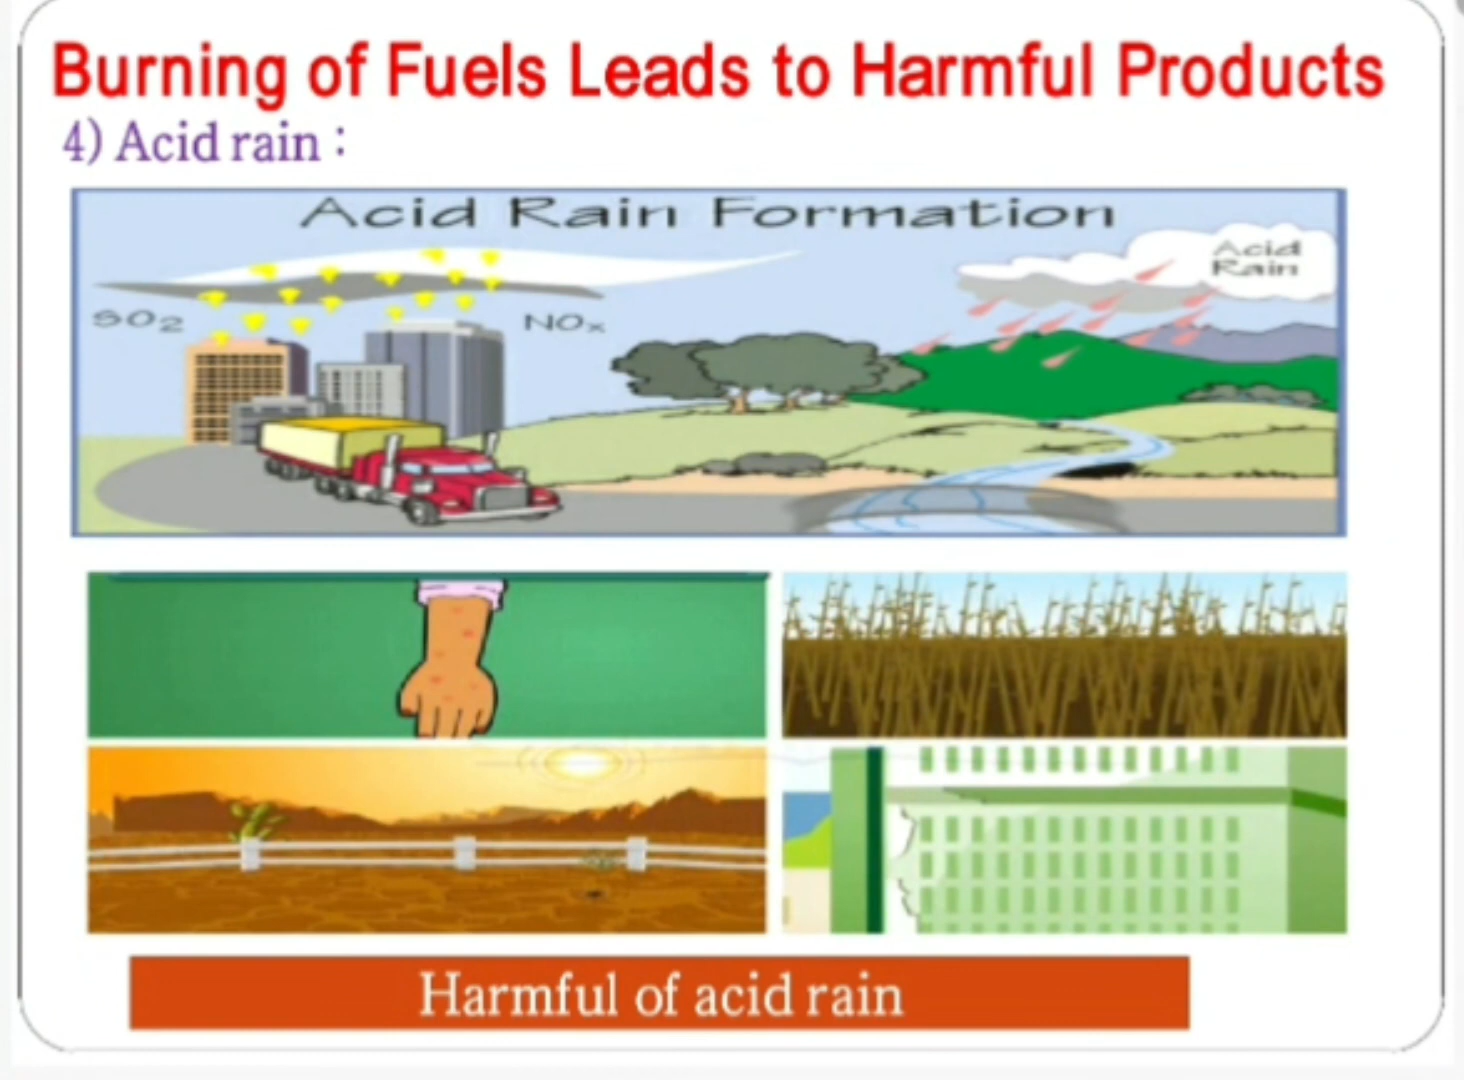 Burning of Fuels Leads to Harmful Products
4) Acid rain :
Acid Rain Formation
Acid
Rain
SO2
NOx
Harmful of acid rain